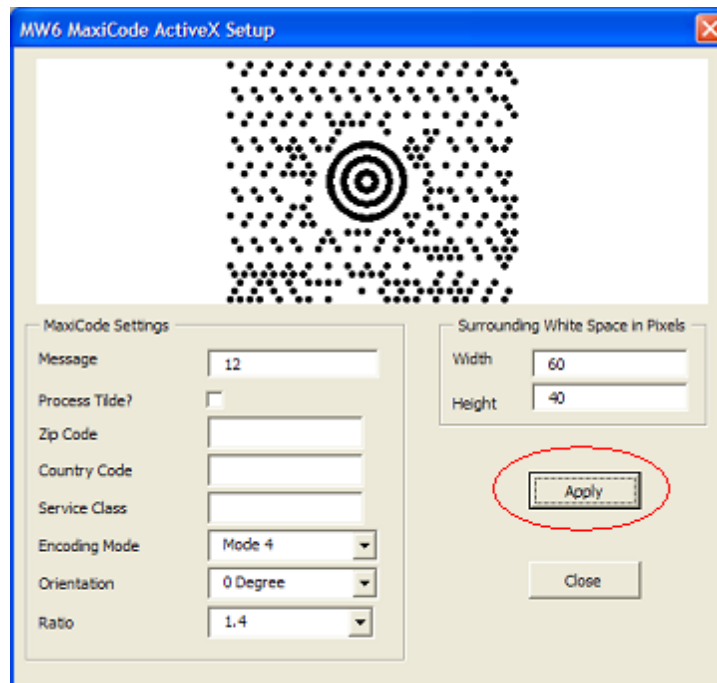 MW6 MaxiCode ActiveX Setup
MaxiCode Settings
Message 12
Process Tilde?
Zip Code
Country Code
Service Class
Encoding Mode Mode 4
Orientation 0 Degree
Ratio 1.4
Surrounding White Space in Pixels
Width 60
Height 40
Apply
Close